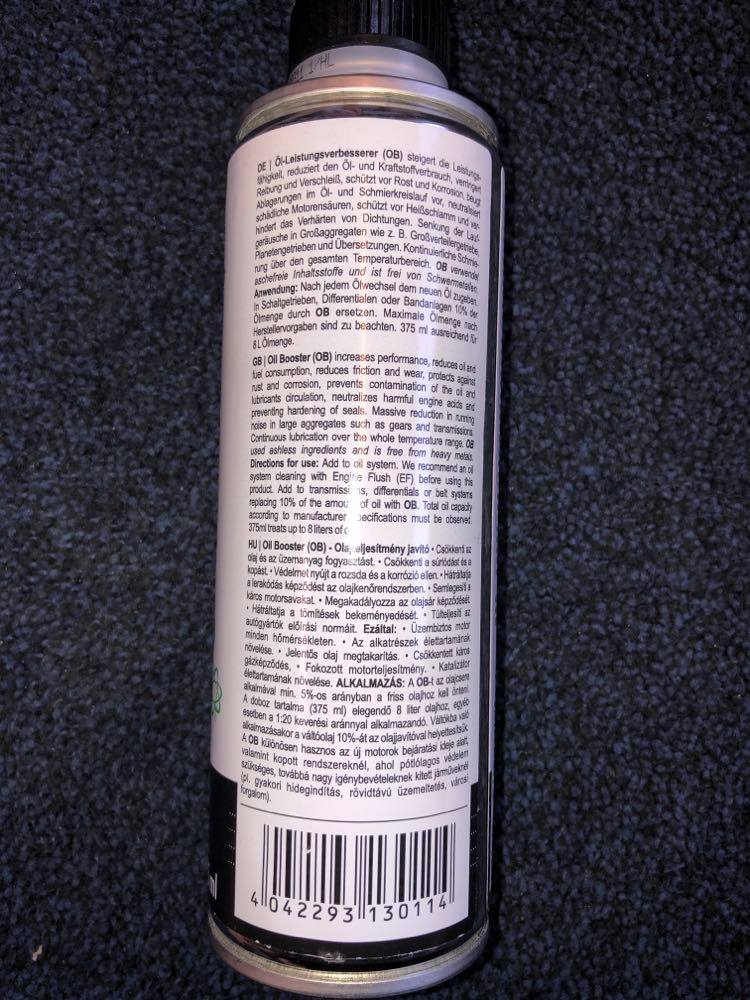 1/HL
DE | Öl-Leistungsverbesserer (OB) steigert die Leistungs-
fähigkeit, reduziert den Öl- und Kraftstoffverbrauch, verringert
Reibung und Verschleiß, schützt vor Rost und Korrosion, beugt
Ablagerungen im Öl- und Schmierkreislauf vor, neutralisiert
schädliche Motorensäuren, schützt vor Heißschlamm und ver-
hindert das Verhärten von Dichtungen. Senkung der Lauf-
geräusche in Großaggregaten wie z. B. Großverteilergetriebe,
Planetengetrieben und Übersetzungen. Kontinuierliche Schmie-
rung über den gesamten Temperaturbereich. OB verwendet
aschefreie Inhaltsstoffe und ist frei von Schwermetallen.
Anwendung: Nach jedem Ölwechsel dem neuen Öl zugeben.
In Schaltgetrieben, Differentialen oder Bandanlagen 10% der
Ölmenge durch OB ersetzen. Maximale Ölmenge nach
Herstellervorgaben sind zu beachten. 375 ml ausreichend für
8 L Ölmenge.
GB | Oil Booster (OB) increases performance, reduces oil and
fuel consumption, reduces friction and wear, protects against
rust and corrosion, prevents contamination of the oil and
lubricants circulation, neutralizes harmful engine acids and
preventing hardening of seals. Massive reduction in running
noise in large aggregates such as gears and transmissions.
Continuous lubrication over the whole temperature range. OB
used ashless ingredients and is free from heavy metals.
Directions for use: Add to oil system. We recommend an oil
system cleaning with Engine Flush (EF) before using this
product. Add to transmissions, differentials or belt systems
replacing 10% of the amount of oil with OB. Total oil capacity
according to manufacturer specifications must be observed.
375ml treats up to 8 liters of
HU | Oil Booster (OB) - Olajteljesítmény javító • Csökkenti az
olaj és az üzemanyag fogyasztást. • Csökkenti a súrlódást és a
kopást. • Védelmet nyújt a rozsda és a korrózió ellen. • Hátráltatja
a lerakódás képződést az olajkenőrendszerben. • Semlegesíti a
káros motorsavakat. • Megakadályozza az olajsár képződését.
• Hátráltatja a tömítések bekeményedését. • Túlteljesíti az
autógyártók előírási normáit. Ezáltal: • Üzembiztos motor
minden hőmérsékleten. • Az alkatrészek élettartamának
növelése. • Jelentős olaj megtakarítás. • Csökkentett káros
gázképződés, • Fokozott motorteljesítmény. • Katalizátor
élettartamának növelése. ALKALMAZÁS: A OB-t az olajcsere
alkalmával min. 5%-os arányban a friss olajhoz kell önteni.
A doboz tartalma (375 ml) elegendő 8 liter olajhoz, egyéb
esetben a 1:20 keverési aránnyal alkalmazandó. Váltókba való
alkalmazásakor a váltóolaj 10%-át az olajjavítóval helyettesítsük.
A OB különösen hasznos az új motorok bejáratási ideje alatt,
valamint kopott rendszereknél, ahol pótlólagos védelem
szükséges, továbbá nagy igénybevételeknek kitett járműveknél
(pl. gyakori hidegindítás, rövidtávú üzemeltetés, városi
forgalom).
4 042293 130114
ml